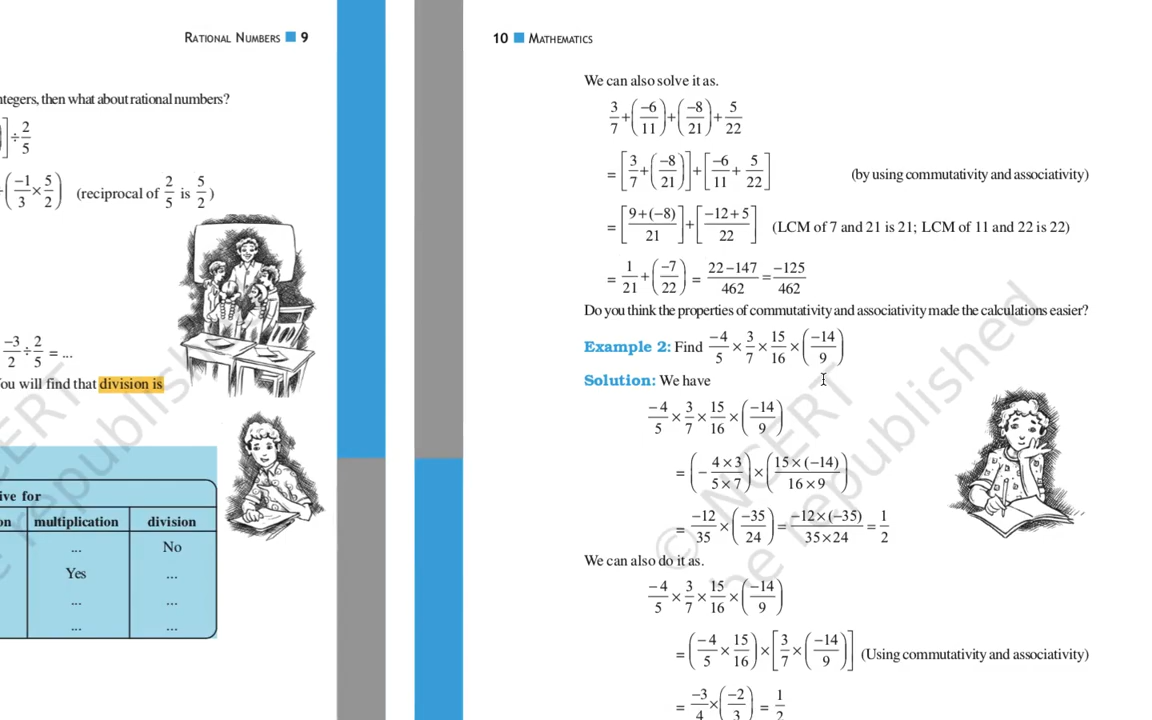 RATIONAL NUMBERS ■ 9
ntegers, then what about rational numbers?
)] ÷ 2/5
(−1/3 × 5/2) (reciprocal of 2/5 is 5/2)
−3/2 ÷ 2/5 = ...
You will find that division is
ive for
on multiplication division
... No
Yes ...
... ...
... ...
10 ■ MATHEMATICS
We can also solve it as.
3/7 + (−6/11) + (−8/21) + 5/22
= [3/7 + (−8/21)] + [−6/11 + 5/22] (by using commutativity and associativity)
= [9+(−8)/21] + [−12+5/22] (LCM of 7 and 21 is 21; LCM of 11 and 22 is 22)
= 1/21 + (−7/22) = 22−147/462 = −125/462
Do you think the properties of commutativity and associativity made the calculations easier?
Example 2: Find −4/5 × 3/7 × 15/16 × (−14/9)
Solution: We have
−4/5 × 3/7 × 15/16 × (−14/9)
= (− 4×3/5×7) × (15×(−14)/16×9)
= −12/35 × (−35/24) = −12×(−35)/35×24 = 1/2
We can also do it as.
−4/5 × 3/7 × 15/16 × (−14/9)
= (−4/5 × 15/16) × [3/7 × (−14/9)] (Using commutativity and associativity)
= −3/4 × (−2/3) = 1/2
© NCERT
be republished